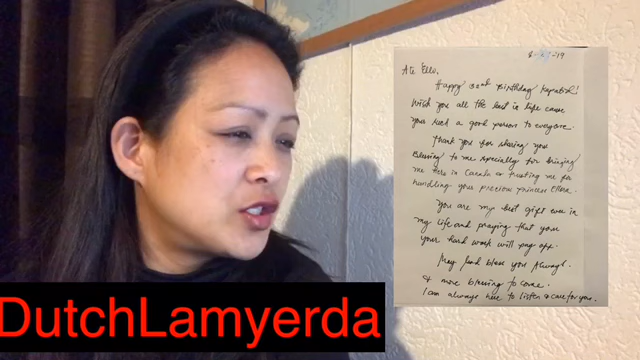 Ate Ella,
Happy 32nd Birthday Kapatid!
Wish you all the best in life cause
your such a good person to everyone.
Thank you for sharing your
Blessing to me specially for bringing
me here in Canada & trusting me for
handling your precious princess
You are my best gift ever in
my life and praying that you
your hard work will pay off.
May God bless you Always!
& more blessing to come.
I am always here to listen & care for you.
DutchLamyerda